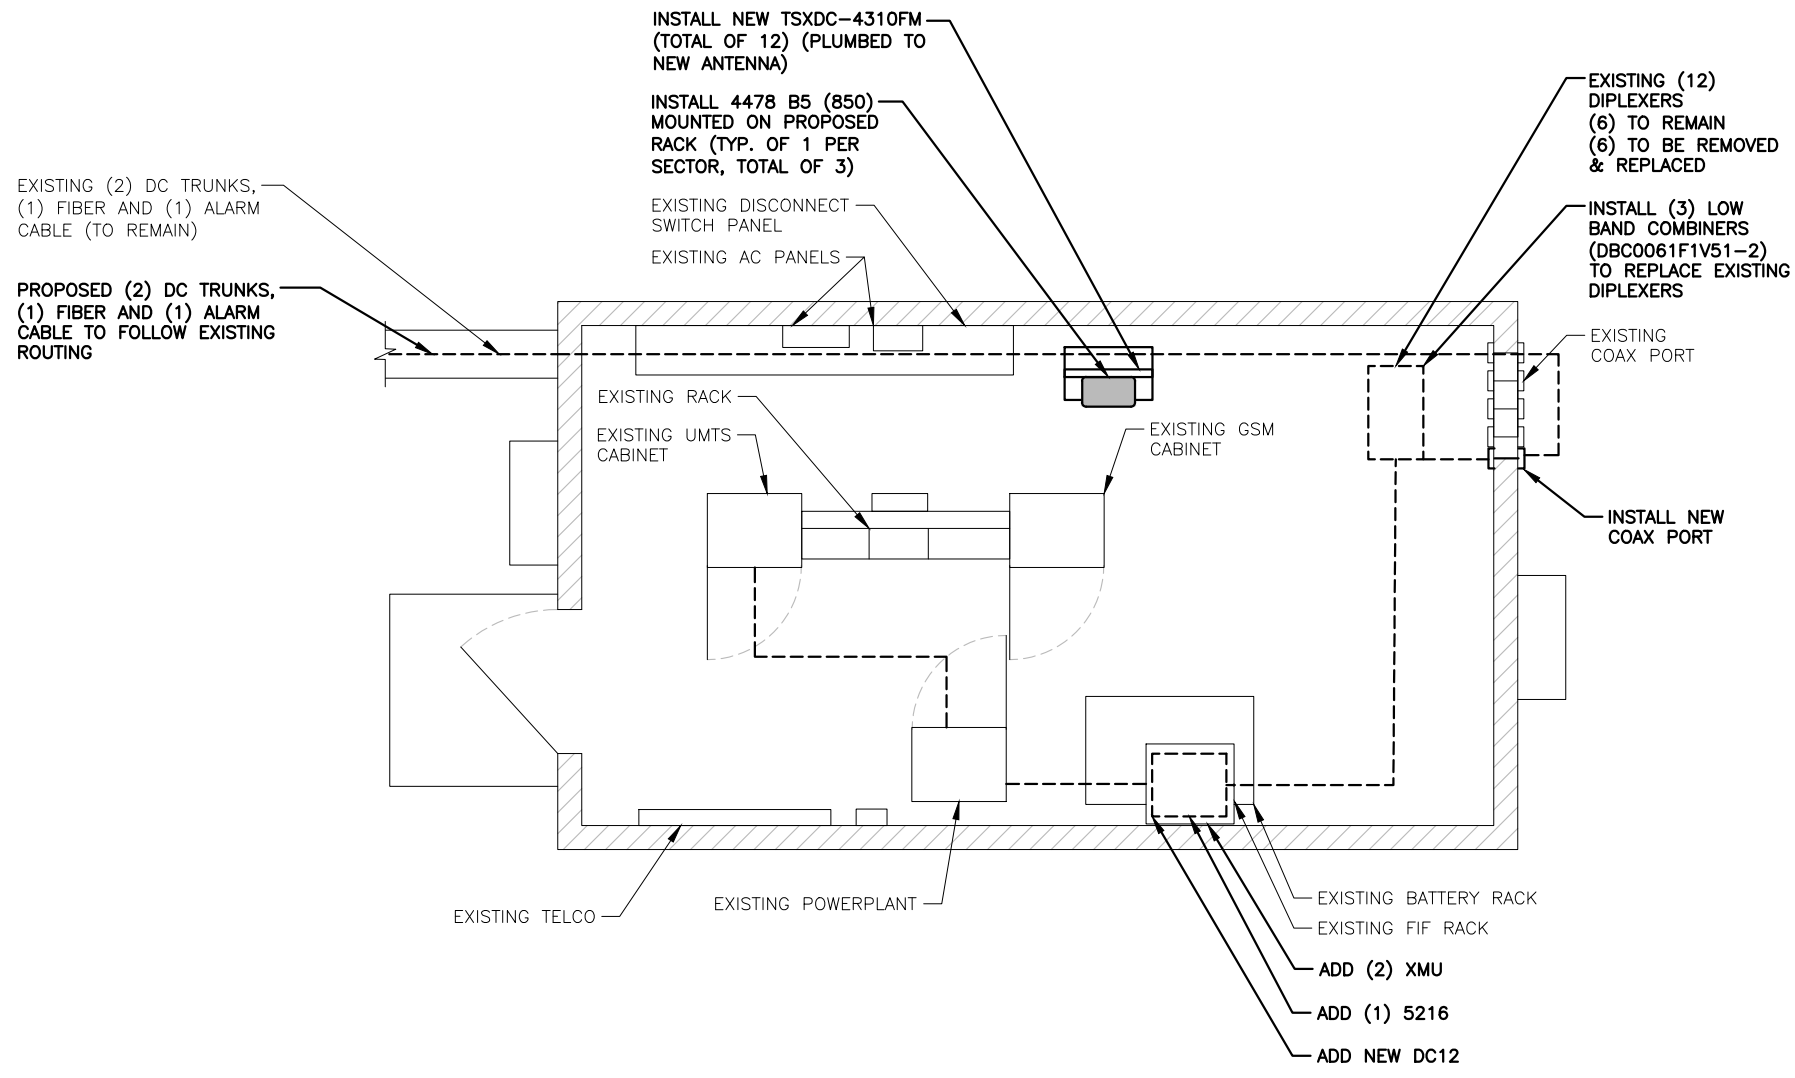 INSTALL NEW TSXDC-4310FM
(TOTAL OF 12) (PLUMBED TO
NEW ANTENNA)
INSTALL 4478 B5 (850)
MOUNTED ON PROPOSED
RACK (TYP. OF 1 PER
SECTOR, TOTAL OF 3)
EXISTING DISCONNECT
SWITCH PANEL
EXISTING AC PANELS
EXISTING (2) DC TRUNKS,
(1) FIBER AND (1) ALARM
CABLE (TO REMAIN)
PROPOSED (2) DC TRUNKS,
(1) FIBER AND (1) ALARM
CABLE TO FOLLOW EXISTING
ROUTING
EXISTING (12)
DIPLEXERS
(6) TO REMAIN
(6) TO BE REMOVED
& REPLACED
INSTALL (3) LOW
BAND COMBINERS
(DBC0061F1V51-2)
TO REPLACE EXISTING
DIPLEXERS
EXISTING
COAX PORT
EXISTING RACK
EXISTING UMTS
CABINET
EXISTING GSM
CABINET
INSTALL NEW
COAX PORT
EXISTING TELCO
EXISTING POWERPLANT
EXISTING BATTERY RACK
EXISTING FIF RACK
ADD (2) XMU
ADD (1) 5216
ADD NEW DC12